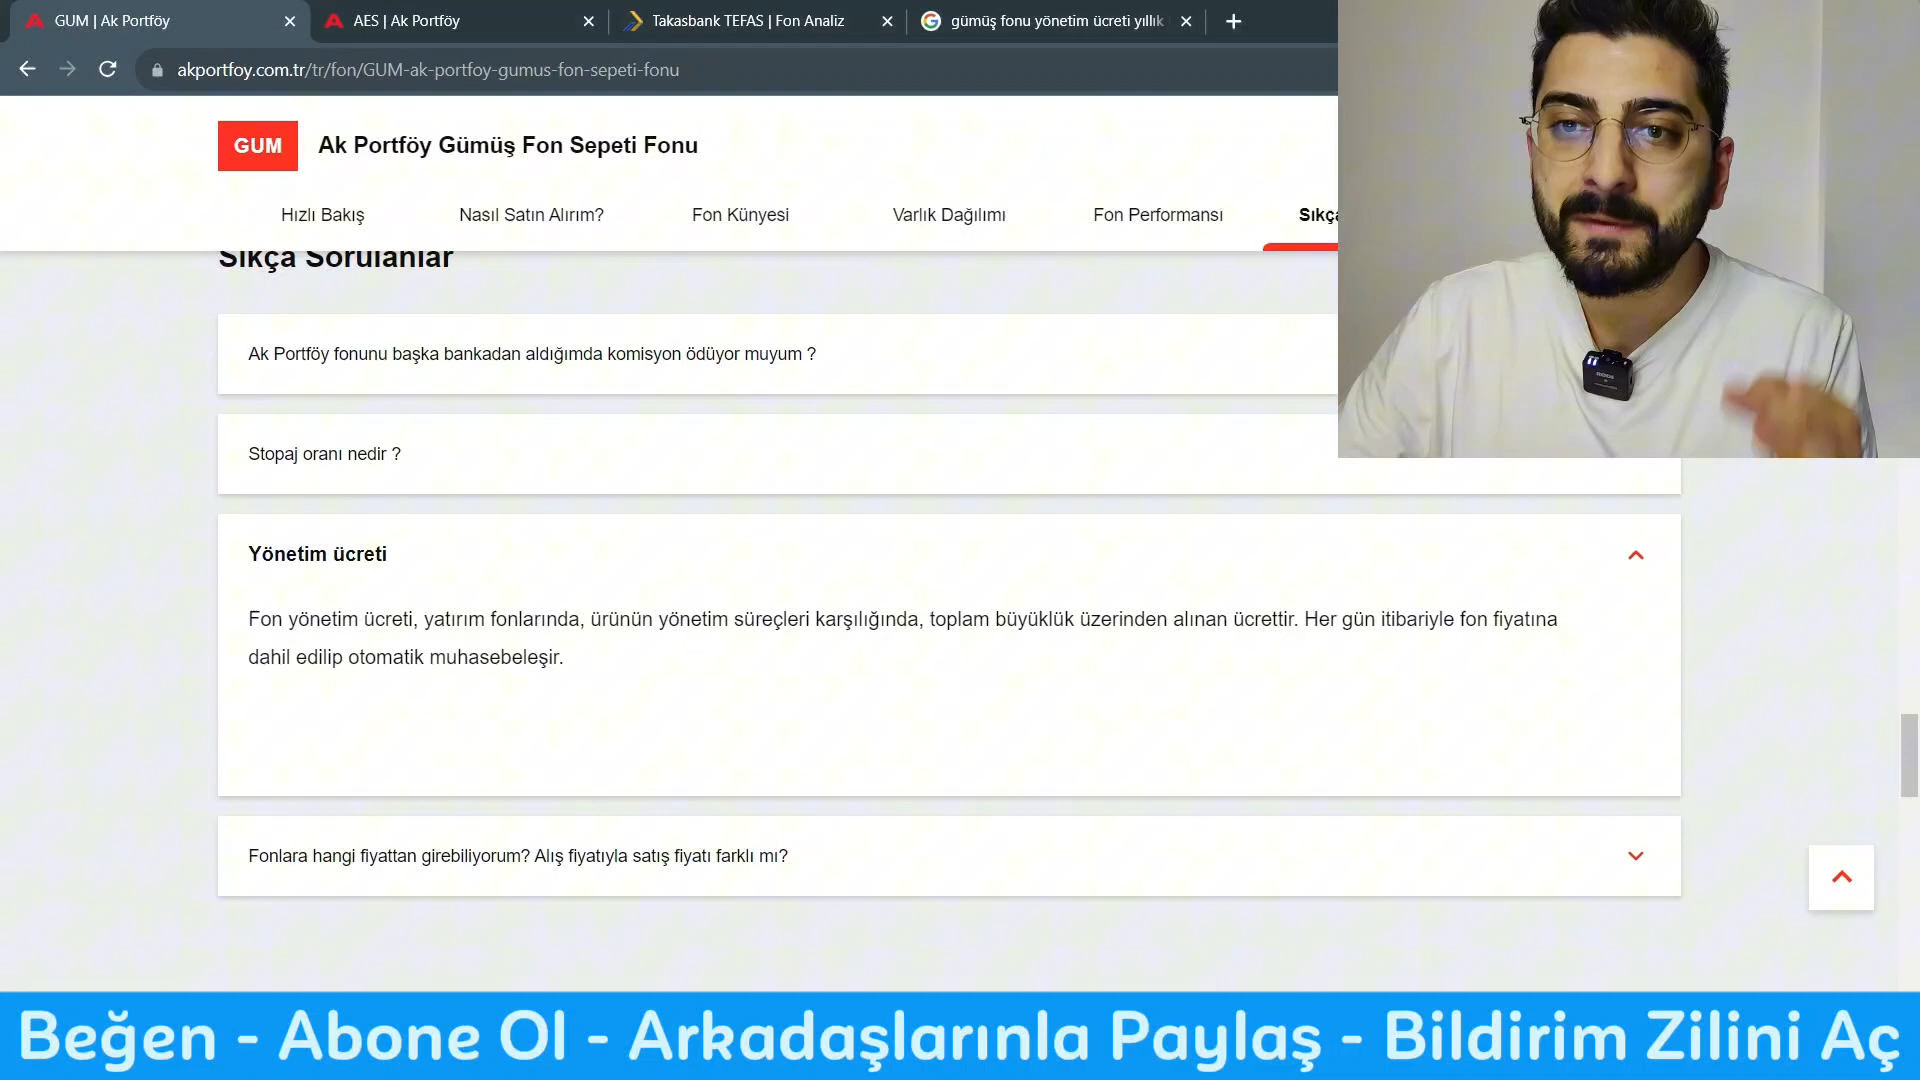 GUM | Ak Portföy
AES | Ak Portföy
Takasbank TEFAS | Fon Analiz
gümüş fonu yönetim ücreti yıllık
akportfoy.com.tr/tr/fon/GUM-ak-portfoy-gumus-fon-sepeti-fonu
GUM
Ak Portföy Gümüş Fon Sepeti Fonu
Hızlı Bakış
Nasıl Satın Alırım?
Fon Künyesi
Varlık Dağılımı
Fon Performansı
Sıkça Sorulanlar
Ak Portföy fonunu başka bankadan aldığımda komisyon ödüyor muyum ?
Stopaj oranı nedir ?
Yönetim ücreti
Fon yönetim ücreti, yatırım fonlarında, ürünün yönetim süreçleri karşılığında, toplam büyüklük üzerinden alınan ücrettir. Her gün itibariyle fon fiyatına
dahil edilip otomatik muhasebeleşir.
Fonlara hangi fiyattan girebiliyorum? Alış fiyatıyla satış fiyatı farklı mı?
Beğen - Abone Ol - Arkadaşlarınla Paylaş - Bildirim Zilini Aç